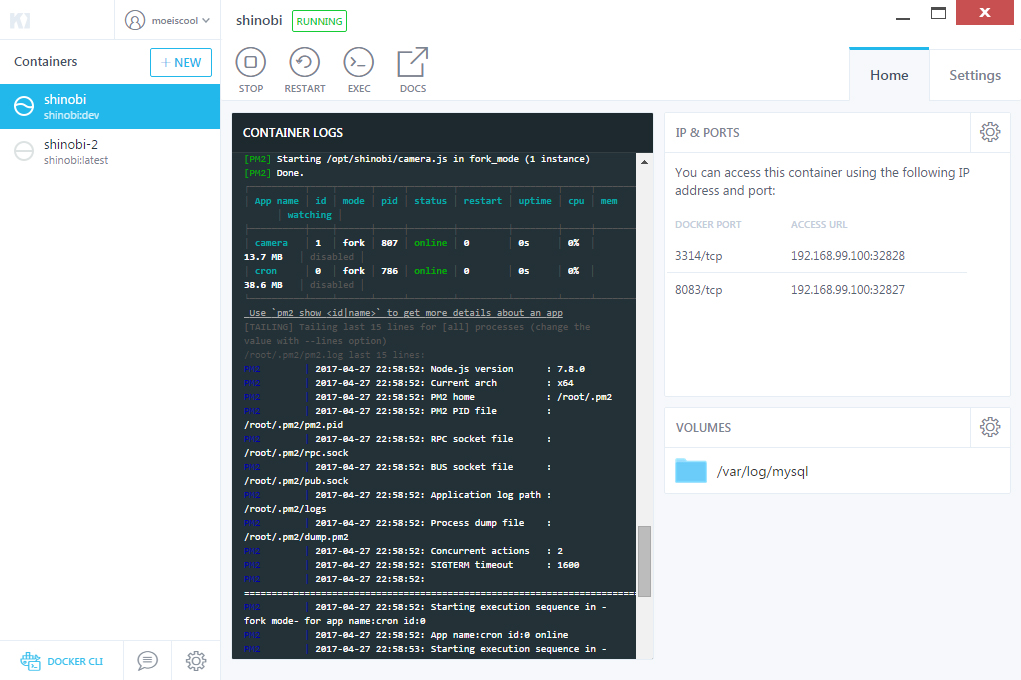 moeiscool
shinobi RUNNING
Containers
+ NEW
STOP RESTART EXEC DOCS
Home Settings
shinobi
shinobi:dev
shinobi-2
shinobi:latest
CONTAINER LOGS
[PM2] Starting /opt/shinobi/camera.js in fork_mode (1 instance)
[PM2] Done.
App name │ id │ mode │ pid │ status │ restart │ uptime │ cpu │ mem
│ watching │
camera │ 1 │ fork │ 807 │ online │ 0 │ 0s │ 0% │
13.7 MB │ disabled │
cron │ 0 │ fork │ 786 │ online │ 0 │ 0s │ 0% │
38.6 MB │ disabled │
Use `pm2 show <id|name>` to get more details about an app
[TAILING] Tailing last 15 lines for [all] processes (change the
value with --lines option)
/root/.pm2/pm2.log last 15 lines:
PM2 | 2017-04-27 22:58:52: Node.js version : 7.8.0
PM2 | 2017-04-27 22:58:52: Current arch : x64
PM2 | 2017-04-27 22:58:52: PM2 home : /root/.pm2
PM2 | 2017-04-27 22:58:52: PM2 PID file :
/root/.pm2/pm2.pid
PM2 | 2017-04-27 22:58:52: RPC socket file :
/root/.pm2/rpc.sock
PM2 | 2017-04-27 22:58:52: BUS socket file :
/root/.pm2/pub.sock
PM2 | 2017-04-27 22:58:52: Application log path :
/root/.pm2/logs
PM2 | 2017-04-27 22:58:52: Process dump file :
/root/.pm2/dump.pm2
PM2 | 2017-04-27 22:58:52: Concurrent actions : 2
PM2 | 2017-04-27 22:58:52: SIGTERM timeout : 1600
PM2 | 2017-04-27 22:58:52:
========================================================================
PM2 | 2017-04-27 22:58:52: Starting execution sequence in -
fork mode- for app name:cron id:0
PM2 | 2017-04-27 22:58:52: App name:cron id:0 online
PM2 | 2017-04-27 22:58:53: Starting execution sequence in -
IP & PORTS
You can access this container using the following IP
address and port:
DOCKER PORT ACCESS URL
3314/tcp 192.168.99.100:32828
8083/tcp 192.168.99.100:32827
VOLUMES
/var/log/mysql
DOCKER CLI